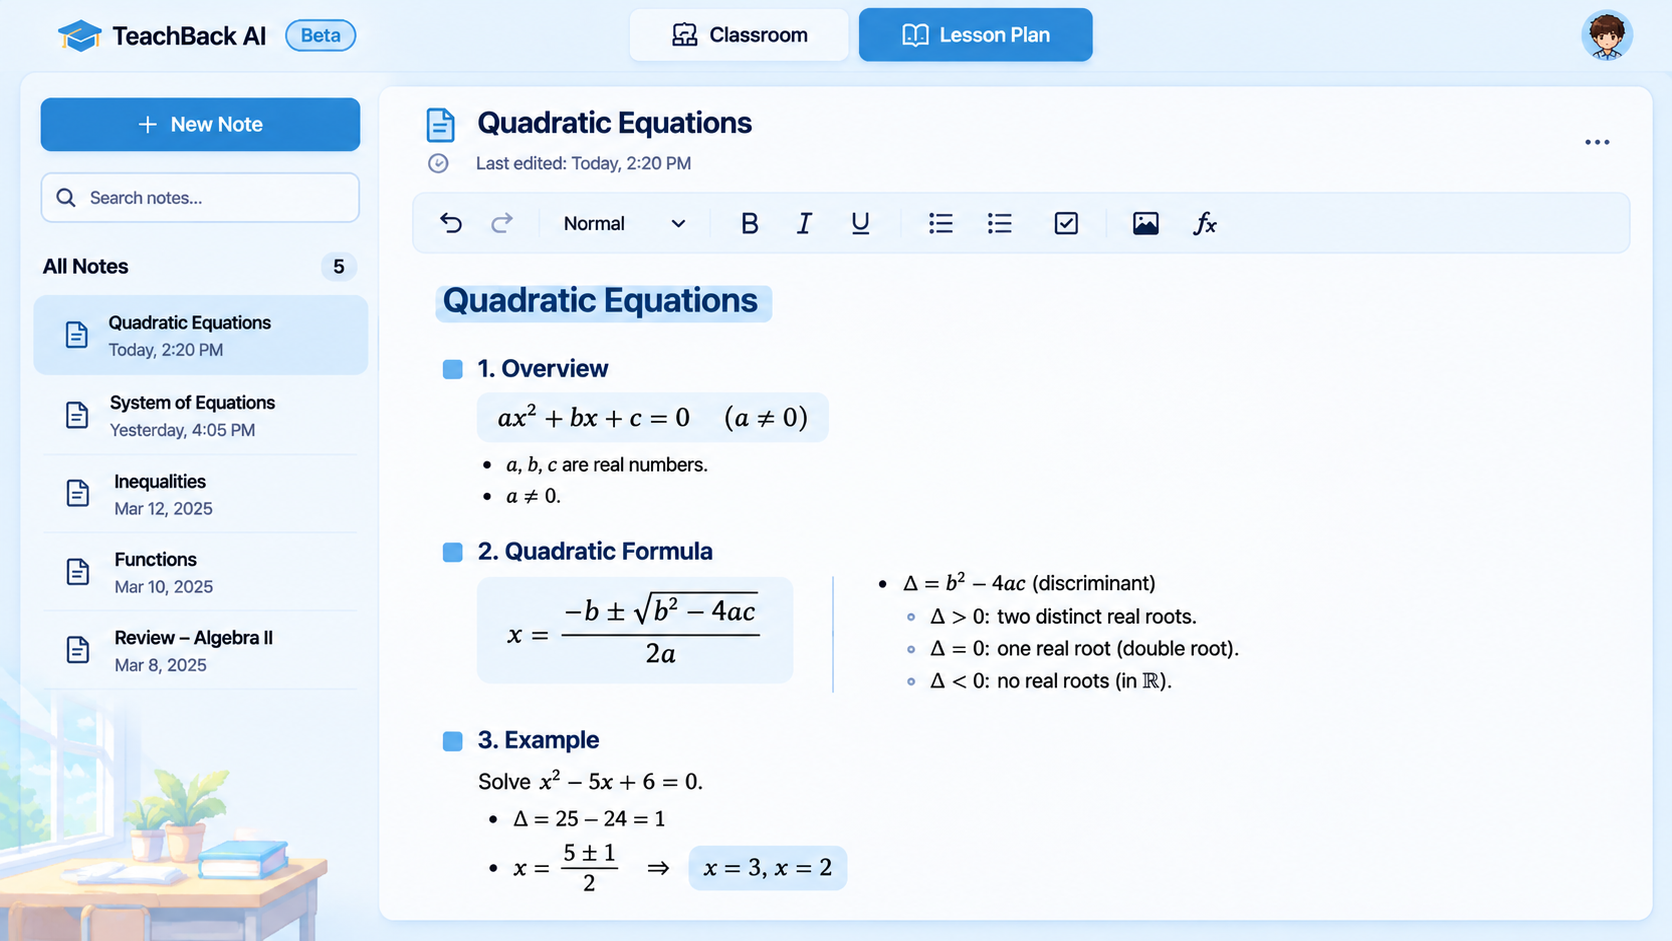 TeachBack AI Beta
Classroom
Lesson Plan
+ New Note
Search notes...
All Notes 5
Quadratic Equations
Today, 2:20 PM
System of Equations
Yesterday, 4:05 PM
Inequalities
Mar 12, 2025
Functions
Mar 10, 2025
Review – Algebra II
Mar 8, 2025
Quadratic Equations
Last edited: Today, 2:20 PM
Normal B I U fx
Quadratic Equations
1. Overview
ax² + bx + c = 0 (a ≠ 0)
• a, b, c are real numbers.
• a ≠ 0.
2. Quadratic Formula
x = (−b ± √(b² − 4ac)) / 2a
• Δ = b² − 4ac (discriminant)
∘ Δ > 0: two distinct real roots.
∘ Δ = 0: one real root (double root).
∘ Δ < 0: no real roots (in ℝ).
3. Example
Solve x² − 5x + 6 = 0.
• Δ = 25 − 24 = 1
• x = (5 ± 1) / 2 ⇒ x = 3, x = 2